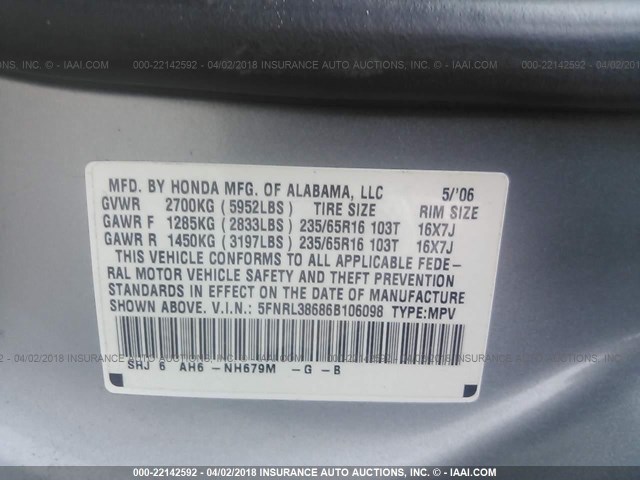 000-22142592 - 04/02/2018 INSURANCE AUTO AUCTIONS, INC. - © - IAAI.COM
MFD. BY HONDA MFG. OF ALABAMA, LLC 5/'06
GVWR 2700KG (5952LBS) TIRE SIZE RIM SIZE
GAWR F 1285KG (2833LBS) 235/65R16 103T 16X7J
GAWR R 1450KG (3197LBS) 235/65R16 103T 16X7J
THIS VEHICLE CONFORMS TO ALL APPLICABLE FEDE-
RAL MOTOR VEHICLE SAFETY AND THEFT PREVENTION
STANDARDS IN EFFECT ON THE DATE OF MANUFACTURE
SHOWN ABOVE. V.I.N.: 5FNRL38686B106098 TYPE:MPV
SHJ 6 AH6 -NH679M -G -B
000-22142592 - 04/02/2018 INSURANCE AUTO AUCTIONS, INC. - © - IAAI.COM